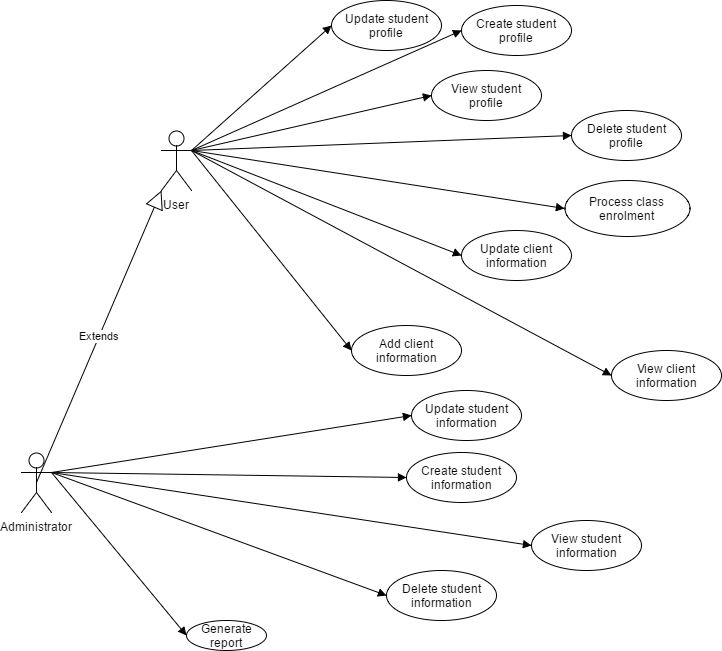 Update student
profile
Create student
profile
View student
profile
Delete student
profile
User
Process class
enrolment
Update client
information
Extends
Add client
information
View client
information
Update student
information
Create student
information
Administrator
View student
information
Delete student
information
Generate
report